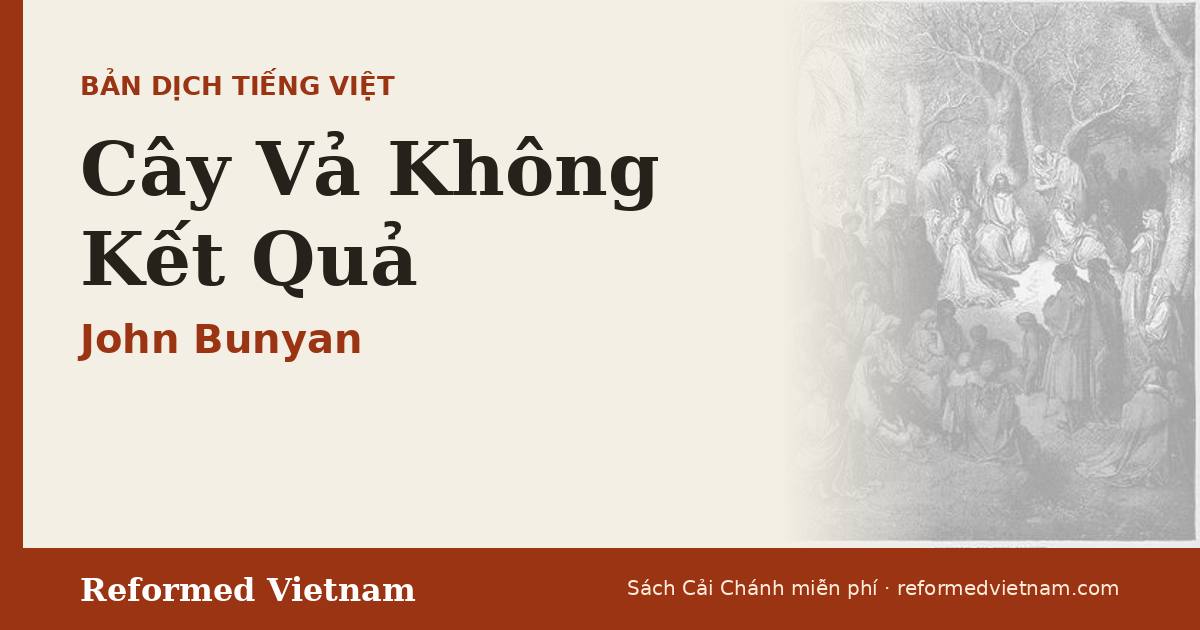 BẢN DỊCH TIẾNG VIỆT
Cây Vả Không
Kết Quả
John Bunyan
Reformed Vietnam
Sách Cải Chánh miễn phí · reformedvietnam.com